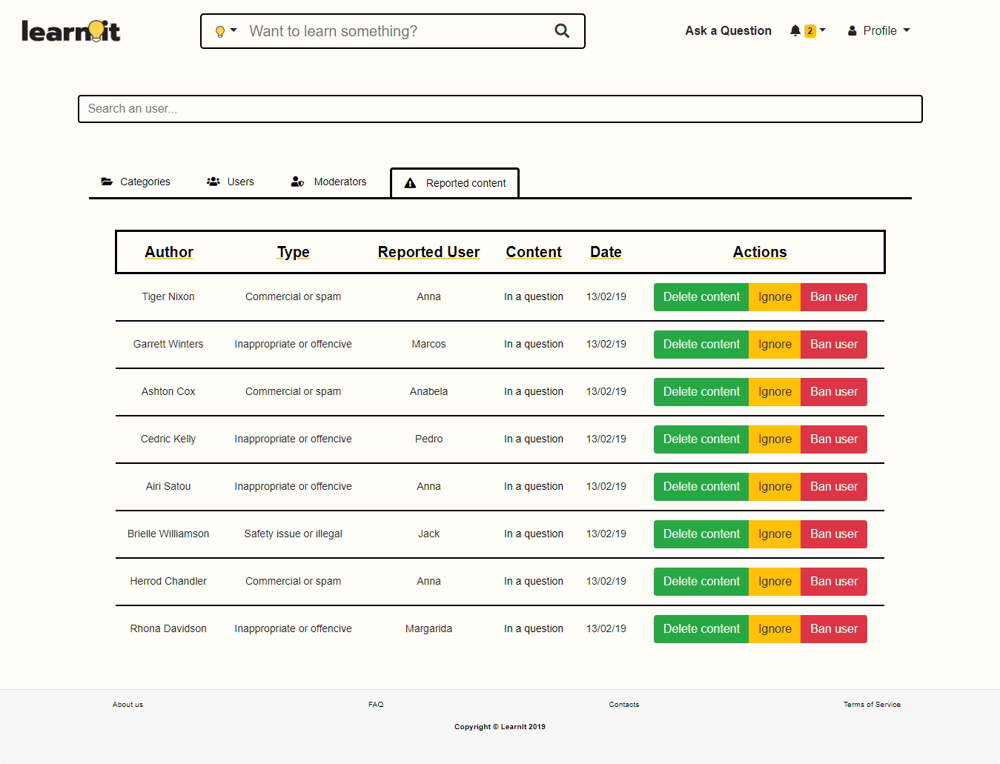 learnit
Want to learn something?
Ask a Question
2
Profile
Search an user...
Categories
Users
Moderators
Reported content
Author Type Reported User Content Date Actions
Tiger Nixon Commercial or spam Anna In a question 13/02/19 Delete content Ignore Ban user
Garrett Winters Inappropriate or offencive Marcos In a question 13/02/19 Delete content Ignore Ban user
Ashton Cox Commercial or spam Anabela In a question 13/02/19 Delete content Ignore Ban user
Cedric Kelly Inappropriate or offencive Pedro In a question 13/02/19 Delete content Ignore Ban user
Airi Satou Inappropriate or offencive Anna In a question 13/02/19 Delete content Ignore Ban user
Brielle Williamson Safety issue or illegal Jack In a question 13/02/19 Delete content Ignore Ban user
Herrod Chandler Commercial or spam Anna In a question 13/02/19 Delete content Ignore Ban user
Rhona Davidson Inappropriate or offencive Margarida In a question 13/02/19 Delete content Ignore Ban user
About us FAQ Contacts Terms of Service
Copyright © LearnIt 2019